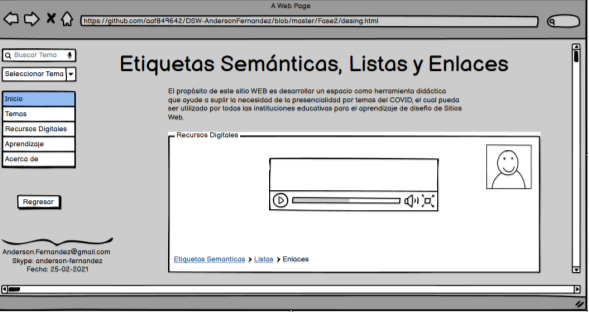 A Web Page
https://github.com/aaf849642/DSW-AndersonFernandez/blob/master/Fase2/desing.html
Buscar Tema
Seleccionar Tema
Inicio
Temas
Recursos Digitales
Aprendizaje
Acerca de
Regresar
Anderson.Fernandez@gmail.com
Skype: anderson-fernandez
Fecha: 25-02-2021
Etiquetas Semánticas, Listas y Enlaces
El propósito de este sitio WEB es desarrollar un espacio como herramienta didáctica
que ayude a suplir la necesidad de la presencialidad por temas del COVID, el cual pueda
ser utilizado por todas las instituciones educativas para el aprendizaje de diseño de Sitios
Web.
Recursos Digitales
Etiquetas Semanticas > Listas > Enlaces